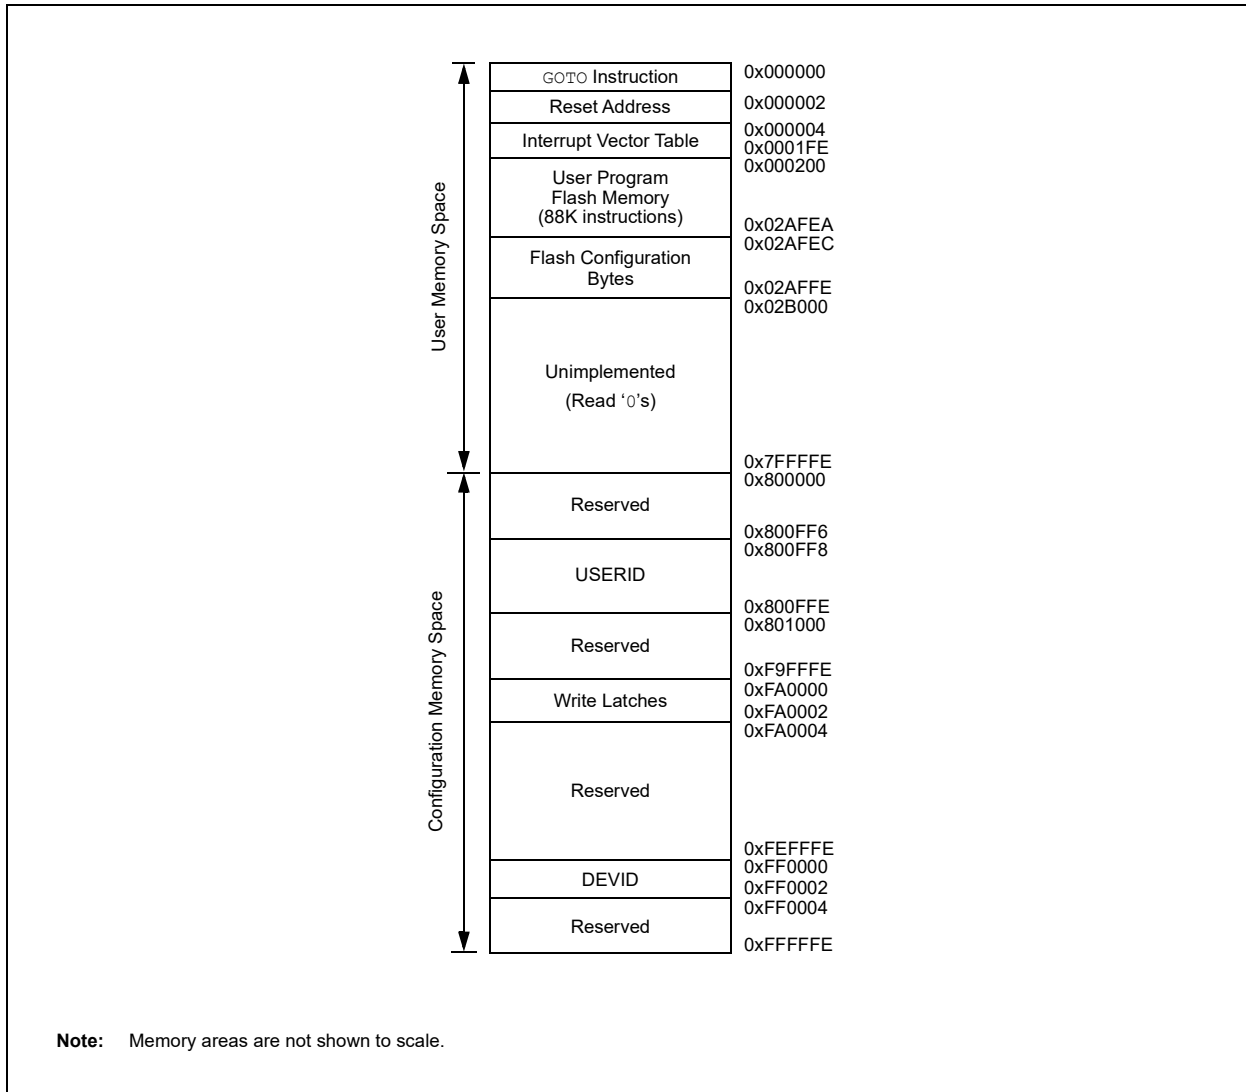 GOTO Instruction
0x000000
Reset Address
0x000002
Interrupt Vector Table
0x000004
0x0001FE
User Program
Flash Memory
(88K instructions)
0x000200
0x02AFEA
Flash Configuration
Bytes
0x02AFEC
0x02AFFE
Unimplemented
(Read ‘0’s)
0x02B000
0x7FFFFE
User Memory Space
Reserved
0x800000
0x800FF6
USERID
0x800FF8
0x800FFE
Reserved
0x801000
0xF9FFFE
Write Latches
0xFA0000
0xFA0002
Reserved
0xFA0004
0xFEFFFE
DEVID
0xFF0000
0xFF0002
Reserved
0xFF0004
0xFFFFFE
Configuration Memory Space
Note: Memory areas are not shown to scale.